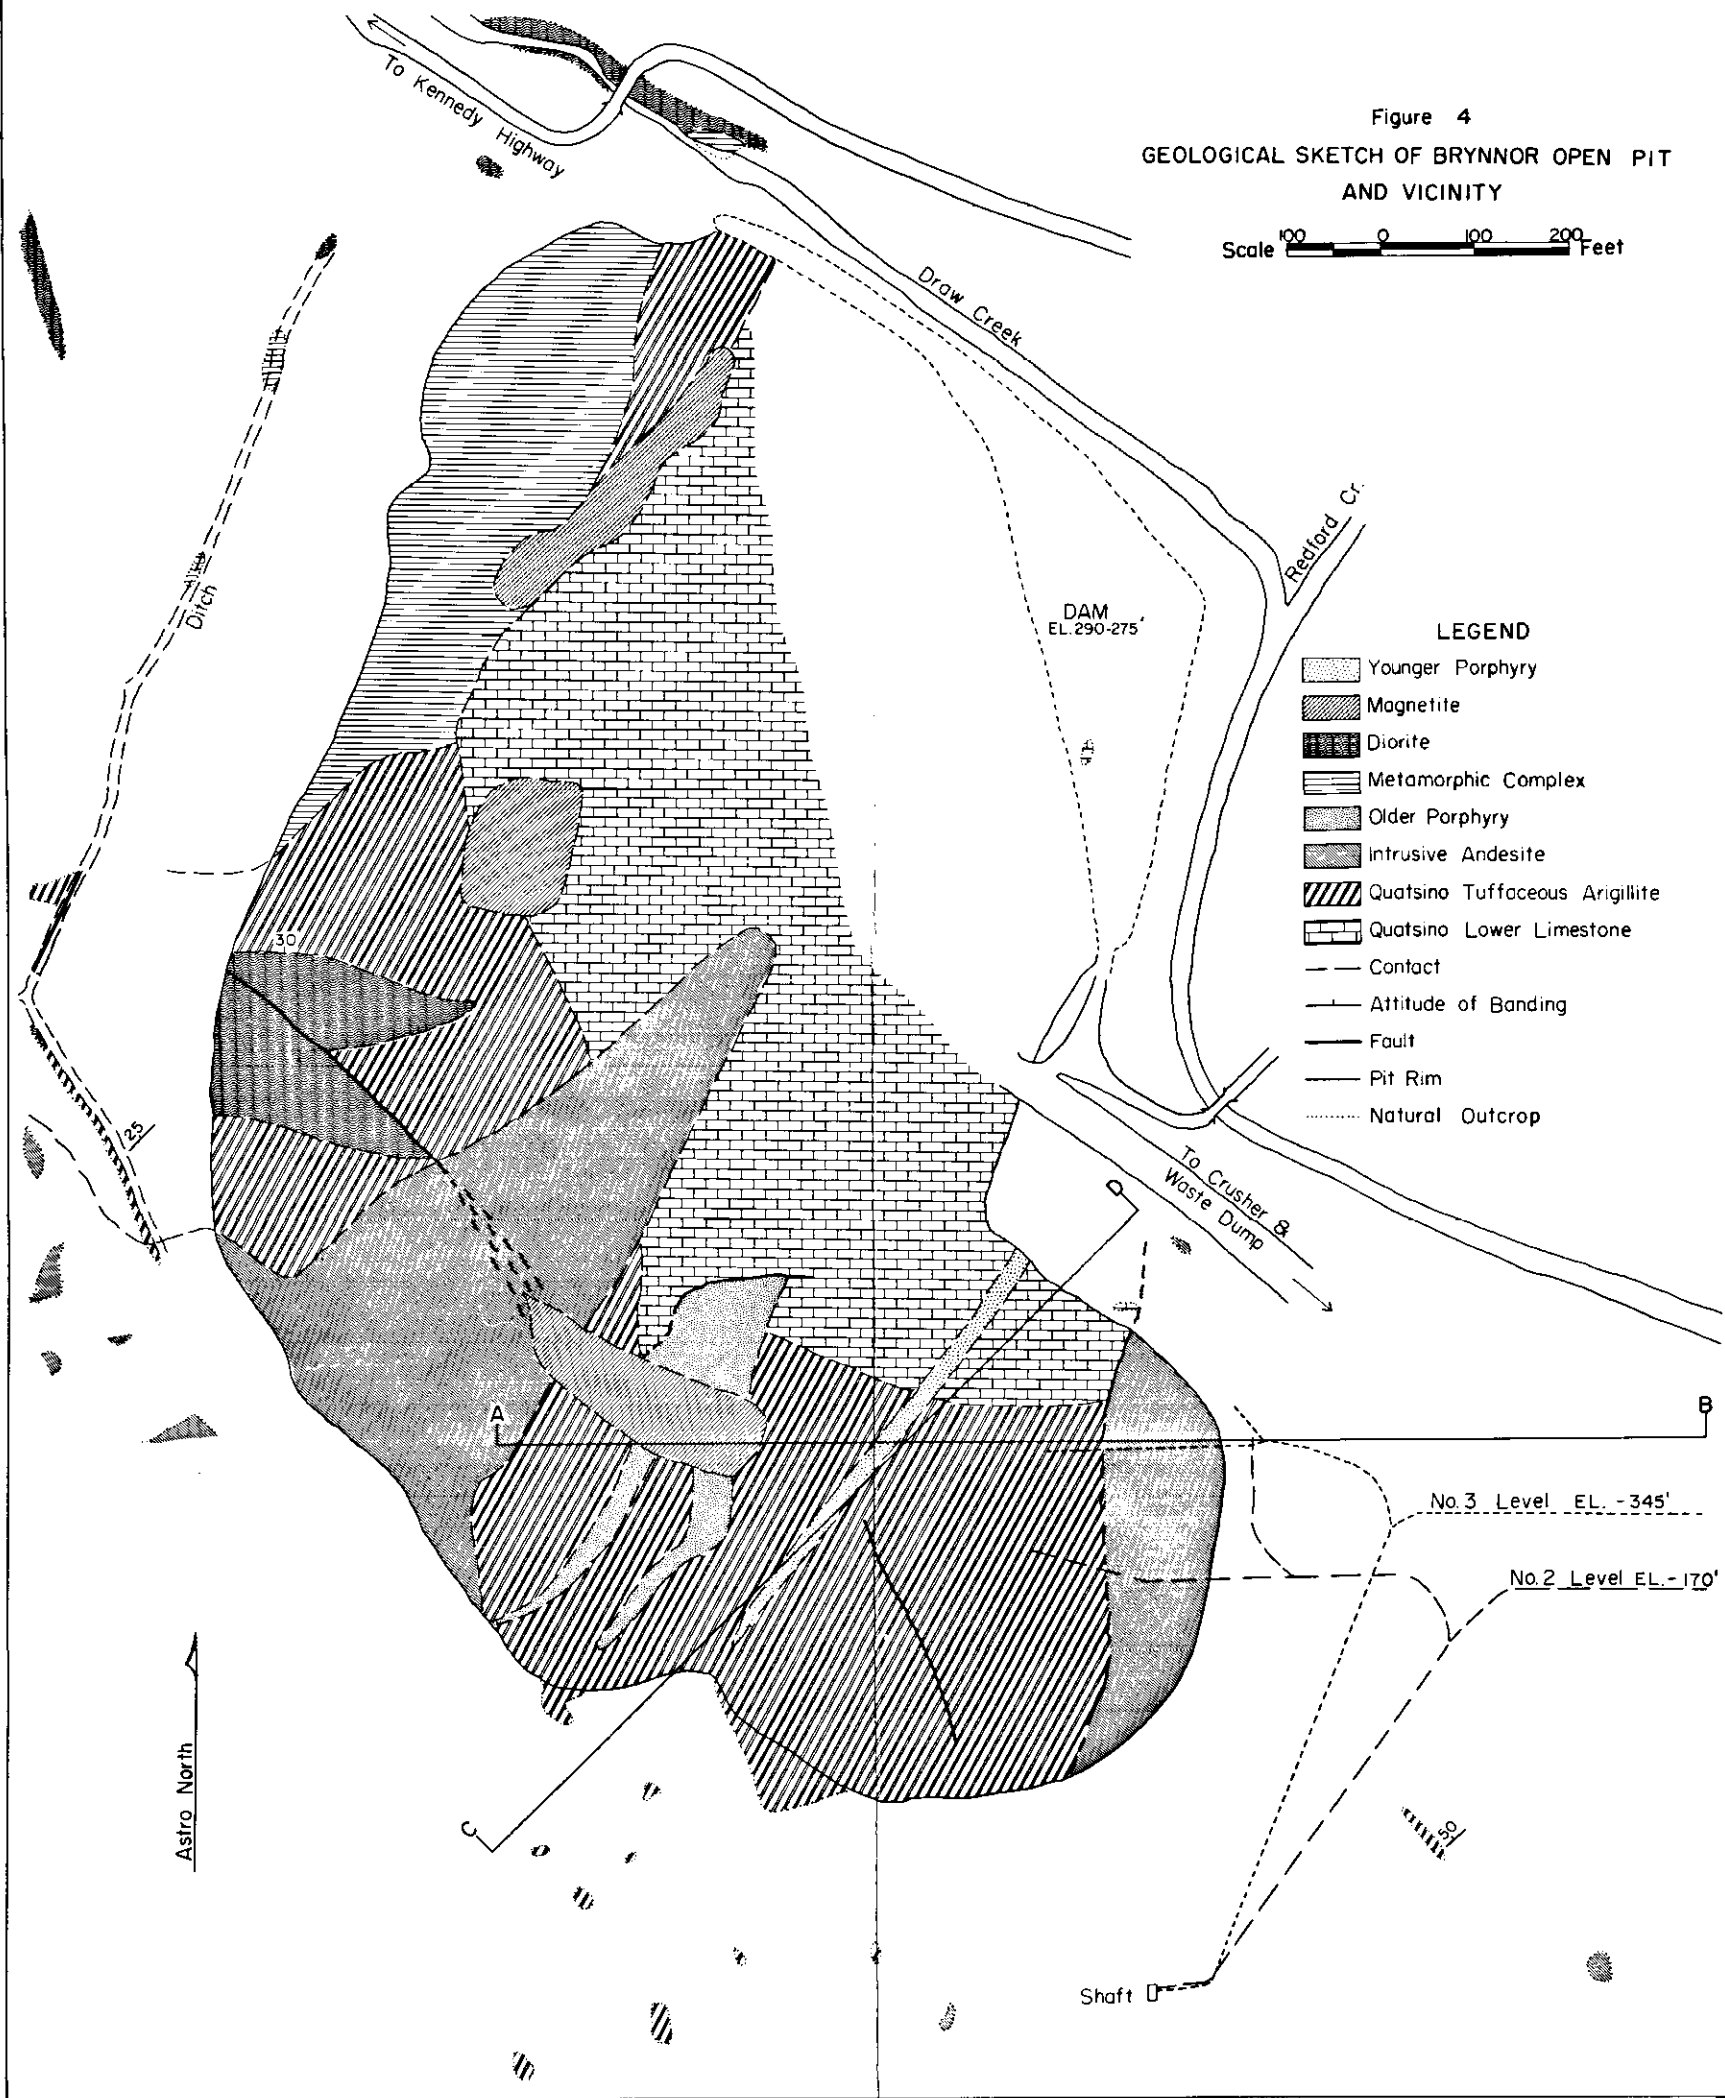 Figure 4
GEOLOGICAL SKETCH OF BRYNNOR OPEN PIT
AND VICINITY
Scale 100 0 100 200 Feet
To Kennedy Highway
Draw Creek
Redford Cr.
Ditch
DAM
EL. 290-275'
LEGEND
Younger Porphyry
Magnetite
Diorite
Metamorphic Complex
Older Porphyry
Intrusive Andesite
Quatsino Tuffaceous Arigillite
Quatsino Lower Limestone
Contact
Attitude of Banding
Fault
Pit Rim
Natural Outcrop
30
25
To Crusher &
Waste Dump
D
A
B
No. 3 Level EL. -345'
No. 2 Level EL. -170'
Astro North
C
50
Shaft